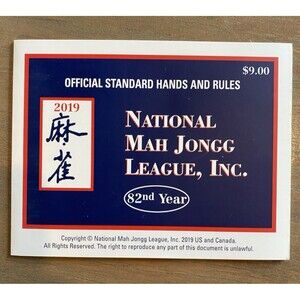 $9.00
OFFICIAL STANDARD HANDS AND RULES
2019
麻
雀
NATIONAL
MAH JONGG
LEAGUE, INC.
82nd Year
Copyright © National Mah Jongg League, Inc. 2019 US and Canada.
All Rights Reserved. The right to reproduce any part of this document is unlawful.